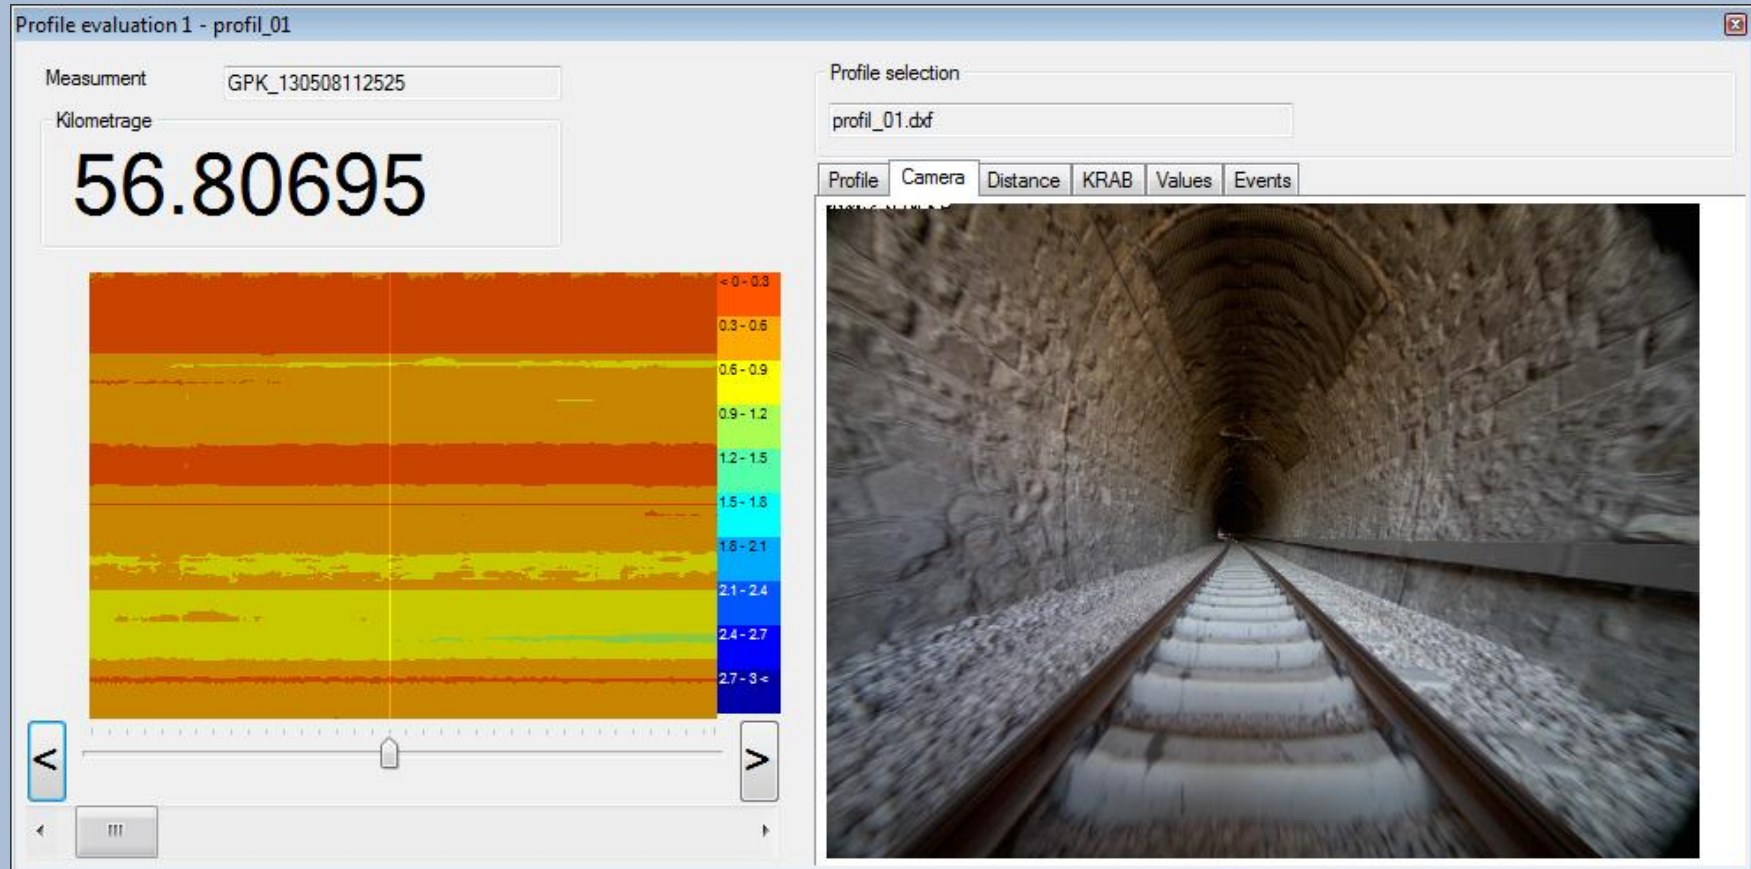 Profile evaluation 1 - profil_01
Measurment
GPK_130508112525
Kilometrage
56.80695
< 0 - 0.3
0.3 - 0.6
0.6 - 0.9
0.9 - 1.2
1.2 - 1.5
1.5 - 1.8
1.8 - 2.1
2.1 - 2.4
2.4 - 2.7
2.7 - 3 <
<
>
Profile selection
profil_01.dxf
Profile Camera Distance KRAB Values Events